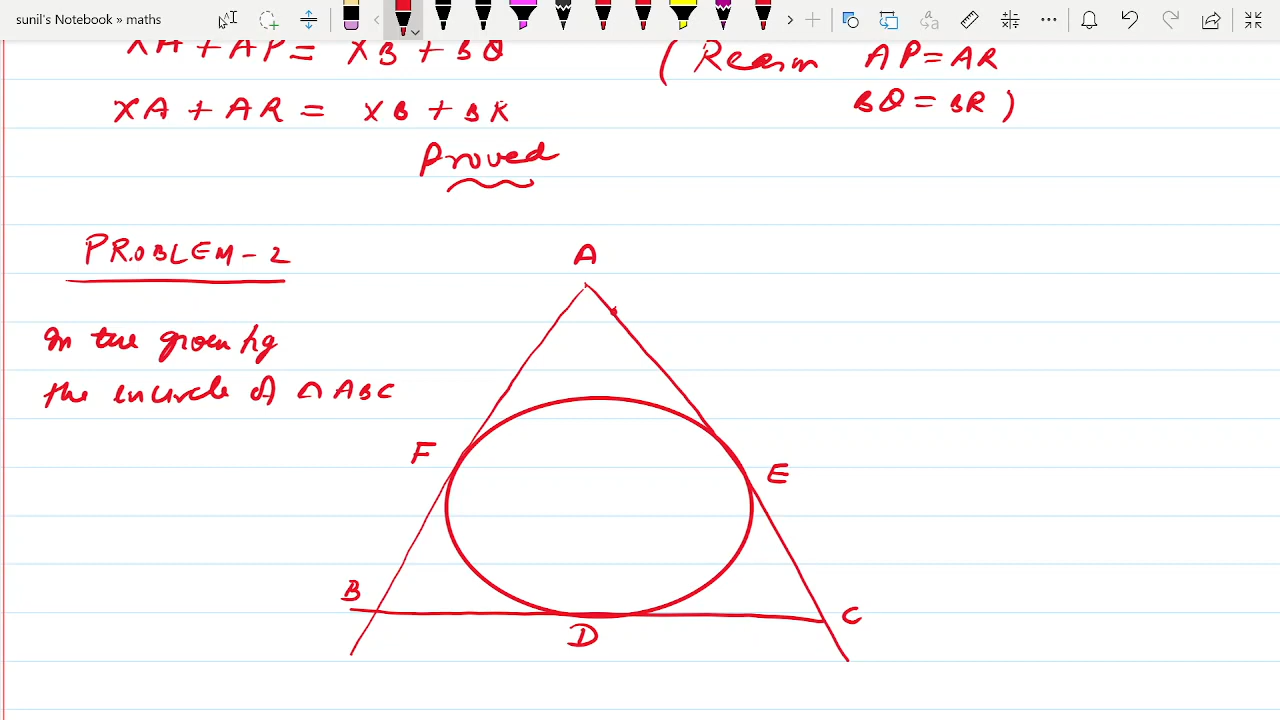 sunil's Notebook » maths
XA + AP = XB + BQ
(Reason AP = AR
XA + AR = XB + BR
BQ = BR)
Proved
PROBLEM - 2
In the given fig
the incircle of △ ABC
A
F
E
B
C
D